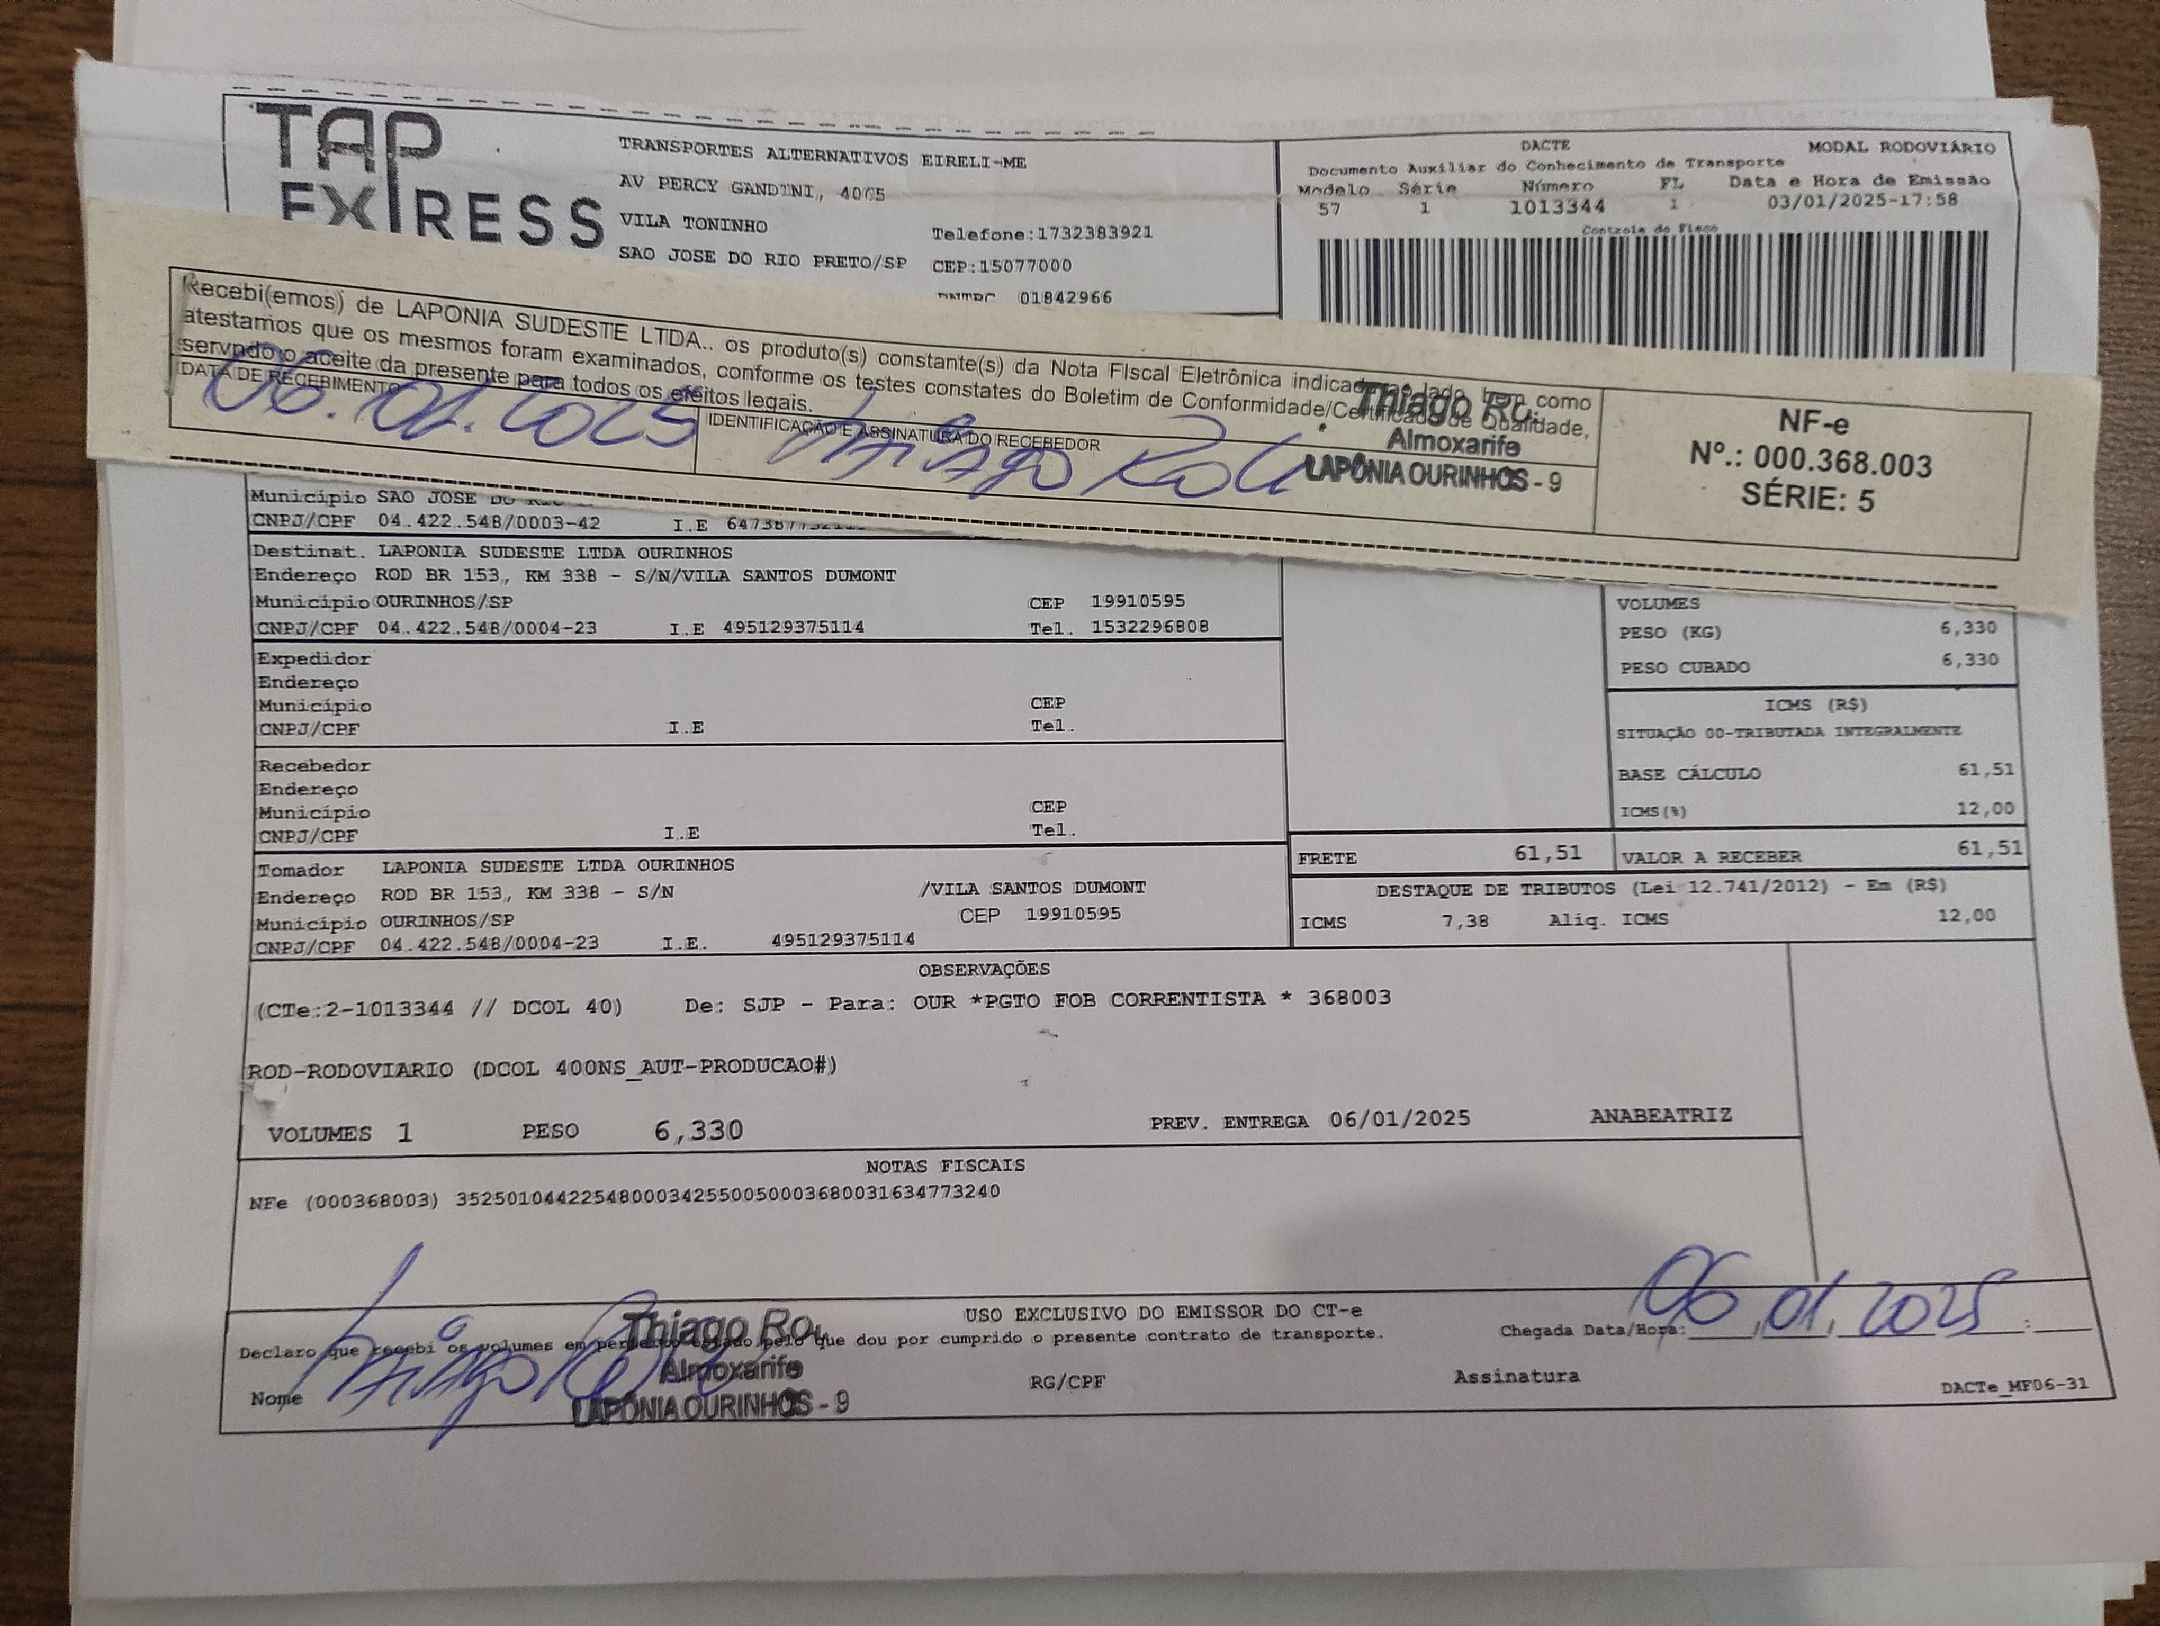 TAP
EXPRESS
TRANSPORTES ALTERNATIVOS EIRELI-ME
AV PERCY GANDINI, 4065
VILA TONINHO
Telefone:1732383921
SAO JOSE DO RIO PRETO/SP CEP:15077000
01842966
DACTE MODAL RODOVIÁRIO
Documento Auxiliar do Conhecimento de Transporte
Modelo Série Número FL Data e Hora de Emissão
57 1 1013344 1 03/01/2025-17:58
Controle do Fisco
Recebi(emos) de LAPONIA SUDESTE LTDA.. os produto(s) constante(s) da Nota FIscal Eletrônica indicada ao lado, bem como
atestamos que os mesmos foram examinados, conforme os testes constates do Boletim de Conformidade/Certificado de Qualidade,
servndo o aceite da presente para todos os efeitos legais.
DATA DE RECEBIMENTO
06.01.2025
IDENTIFICAÇÃO E ASSINATURA DO RECEBEDOR
Thiago
Thiago Ro.
Almoxarife
LAPÔNIA OURINHOS - 9
NF-e
Nº.: 000.368.003
SÉRIE: 5
Município SAO JOSE DO
CNPJ/CPF 04.422.548/0003-42 I.E
Destinat. LAPONIA SUDESTE LTDA OURINHOS
Endereço ROD BR 153, KM 338 - S/N/VILA SANTOS DUMONT
Município OURINHOS/SP CEP 19910595
CNPJ/CPF 04.422.548/0004-23 I.E 495129375114 Tel. 1532296808
Expedidor
Endereço
Município CEP
CNPJ/CPF I.E Tel.
Recebedor
Endereço
Município CEP
CNPJ/CPF I.E Tel.
Tomador LAPONIA SUDESTE LTDA OURINHOS
Endereço ROD BR 153, KM 338 - S/N /VILA SANTOS DUMONT
Município OURINHOS/SP CEP 19910595
CNPJ/CPF 04.422.548/0004-23 I.E. 495129375114
VOLUMES
PESO (KG) 6,330
PESO CUBADO 6,330
ICMS (R$)
SITUAÇÃO 00-TRIBUTADA INTEGRALMENTE
BASE CÁLCULO 61,51
ICMS(%) 12,00
FRETE 61,51 VALOR A RECEBER 61,51
DESTAQUE DE TRIBUTOS (Lei 12.741/2012) - Em (R$)
ICMS 7,38 Aliq. ICMS 12,00
OBSERVAÇÕES
(CTe:2-1013344 // DCOL 40) De: SJP - Para: OUR *PGTO FOB CORRENTISTA * 368003
ROD-RODOVIARIO (DCOL 400NS_AUT-PRODUCAO#)
VOLUMES 1 PESO 6,330 PREV. ENTREGA 06/01/2025 ANABEATRIZ
NOTAS FISCAIS
NFe (000368003) 35250104422548000342550050003680031634773240
USO EXCLUSIVO DO EMISSOR DO CT-e
Declaro que recebi os volumes em perfeito estado pelo que dou por cumprido o presente contrato de transporte.
Chegada Data/Hora: 06,01,2025 :
Nome Thiago
Thiago Ro.
Almoxarife
LAPÔNIA OURINHOS - 9
RG/CPF
Assinatura
DACTe_MF06-31